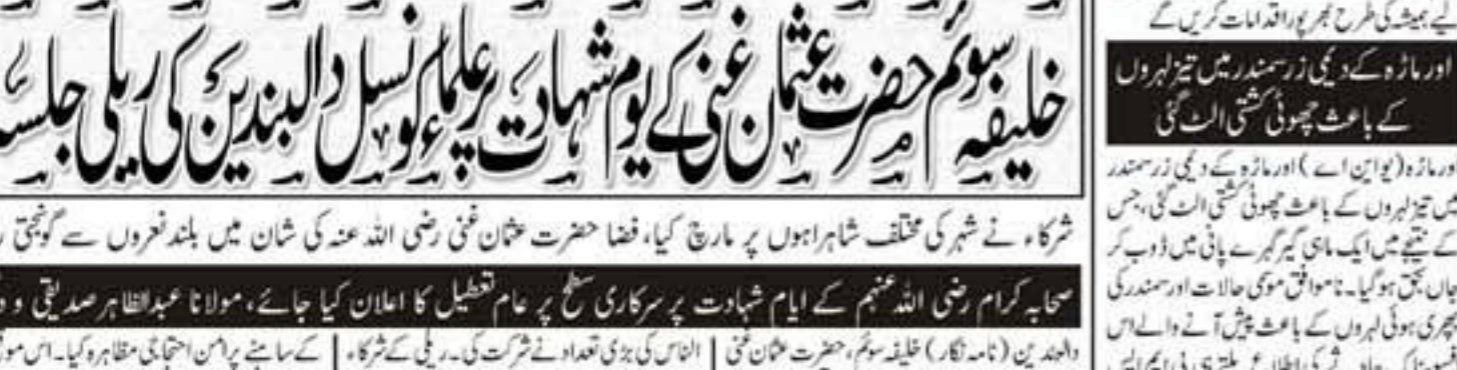 خلیفہ سوئم حضرت عثمان غنی کے یوم شہادت پر علماء کونسل دالبندین کی ریلی جلسہ
شرکاء نے شہر کی مختلف شاہراہوں پر مارچ کیا، فضا حضرت عثمان غنی رضی اللہ عنہ کی شان میں بلند نعروں سے گونجتی
صحابہ کرام رضی اللہ عنہم کے ایام شہادت پر سرکاری سطح پر عام تعطیل کا اعلان کیا جائے، مولانا عبدالظاہر صدیقی و
دالبندین (نامہ نگار) خلیفہ سوئم، حضرت عثمان غنی
الناس کی بڑی تعداد نے شرکت کی۔ ریلی کے شرکاء
کے سامنے پرامن احتجاجی مظاہرہ کیا۔ اس
لیے ہمیشہ کی طرح بھرپور اقدامات کریں گے
اورماڑہ کے دیمی زر سمندر میں تیز لہروں
کے باعث چھوٹی کشتی الٹ گئی
اورماڑہ (یو این اے) اورماڑہ کے دیمی زر سمندر
میں تیز لہروں کے باعث چھوٹی کشتی الٹ گئی، جس
کے نتیجے میں ایک ماہی گیر گہرے پانی میں ڈوب کر
جاں بحق ہوگیا۔ ناموافق موسمی حالات اور سمندر کی
بپھری ہوئی لہروں کے باعث پیش آنے والے اس